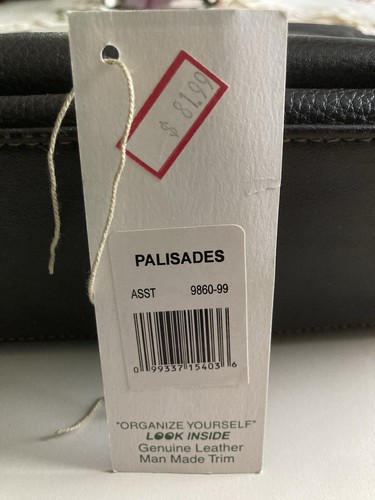 $ 81.99
PALISADES
ASST 9860-99
0 99337 15403 6
"ORGANIZE YOURSELF"
LOOK INSIDE
Genuine Leather
Man Made Trim